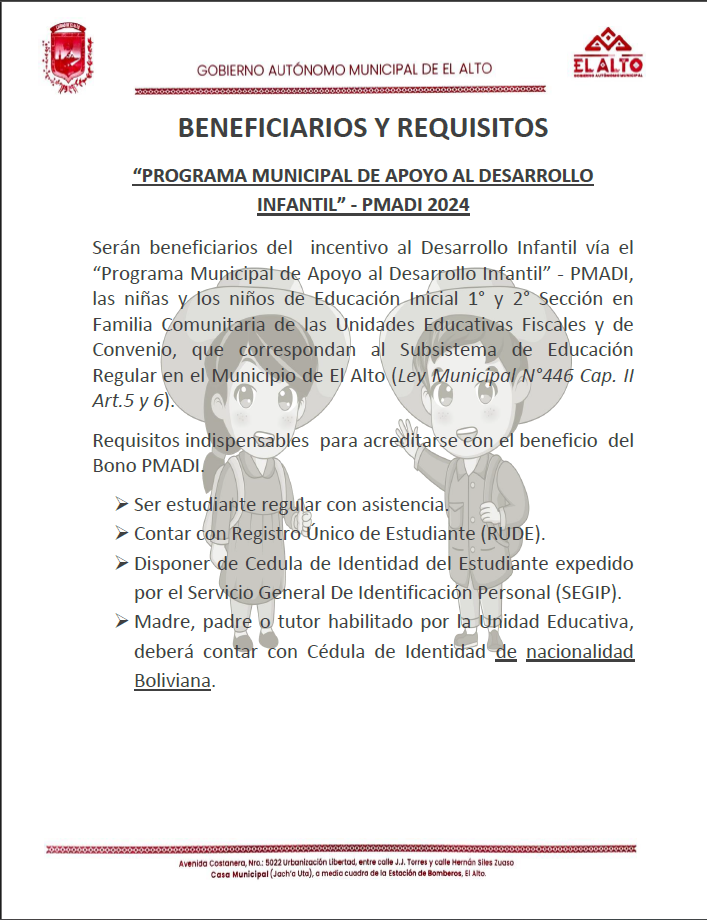 GOBIERNO AUTÓNOMO MUNICIPAL DE EL ALTO
EL ALTO
GOBIERNO AUTÓNOMO MUNICIPAL
BENEFICIARIOS Y REQUISITOS
“PROGRAMA MUNICIPAL DE APOYO AL DESARROLLO
INFANTIL” - PMADI 2024
Serán beneficiarios del incentivo al Desarrollo Infantil vía el
“Programa Municipal de Apoyo al Desarrollo Infantil” - PMADI,
las niñas y los niños de Educación Inicial 1° y 2° Sección en
Familia Comunitaria de las Unidades Educativas Fiscales y de
Convenio, que correspondan al Subsistema de Educación
Regular en el Municipio de El Alto (Ley Municipal N°446 Cap. II
Art.5 y 6).
Requisitos indispensables para acreditarse con el beneficio del
Bono PMADI.
➢ Ser estudiante regular con asistencia.
➢ Contar con Registro Único de Estudiante (RUDE).
➢ Disponer de Cedula de Identidad del Estudiante expedido
por el Servicio General De Identificación Personal (SEGIP).
➢ Madre, padre o tutor habilitado por la Unidad Educativa,
deberá contar con Cédula de Identidad de nacionalidad
Boliviana.
Avenida Costanera, Nro.: 5022 Urbanización Libertad, entre calle J.J. Torres y calle Hernán Siles Zuaso
Casa Municipal (Jach'a Uta), a media cuadra de la Estación de Bomberos, El Alto.